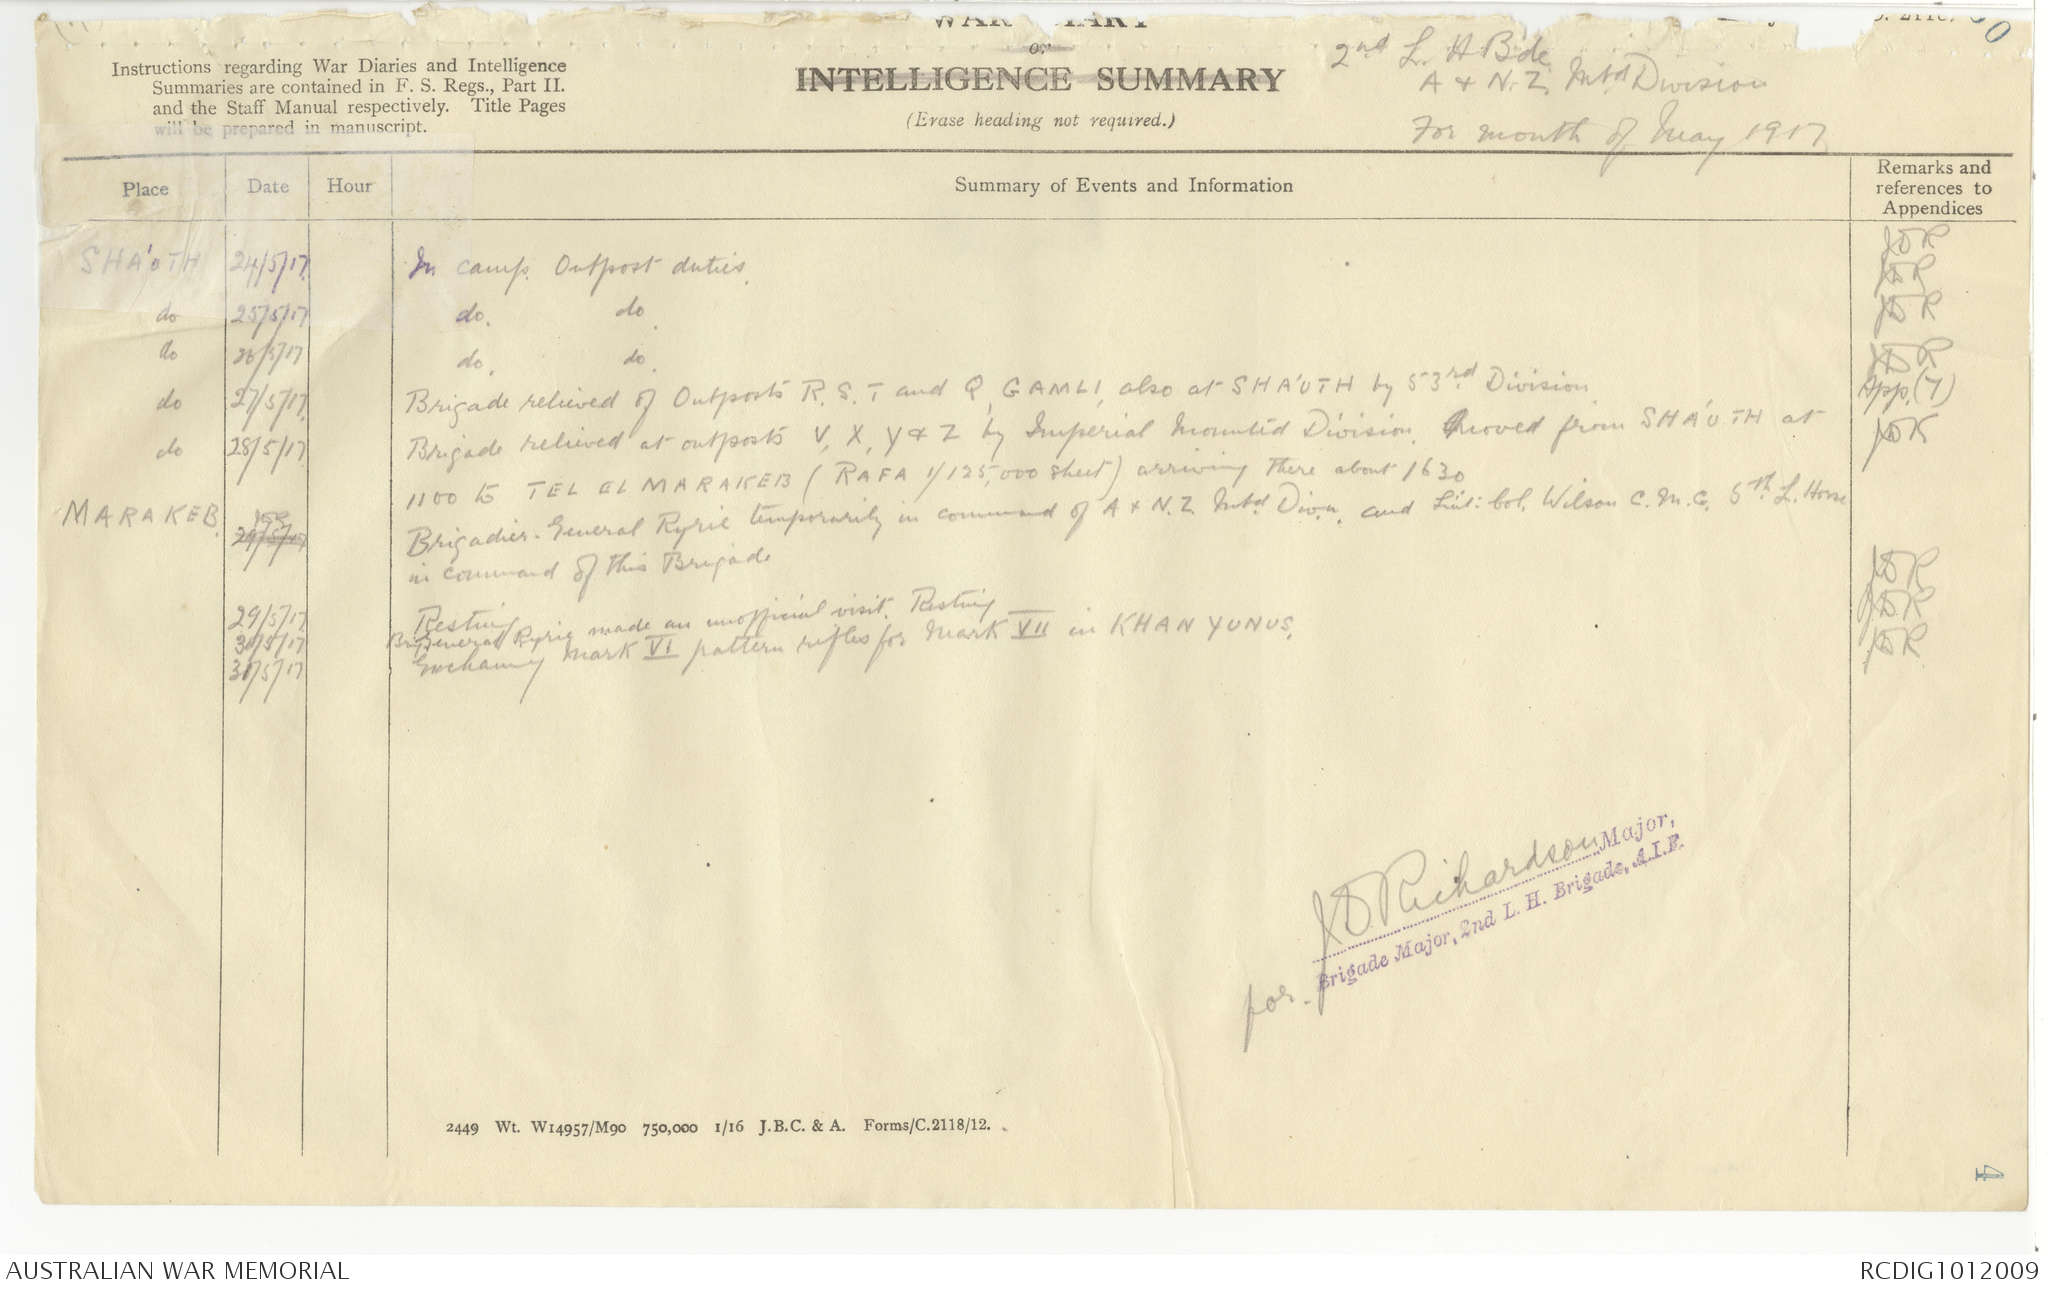 WAR DIARY
or
INTELLIGENCE SUMMARY
(Erase heading not required.)
Instructions regarding War Diaries and Intelligence
Summaries are contained in F. S. Regs., Part II.
and the Staff Manual respectively. Title Pages
will be prepared in manuscript.
2nd L. H. Bde
A & N. Z. Mtd Division
For month of May 1917
Place Date Hour Summary of Events and Information Remarks and references to Appendices
JDR
SHA'UTH 24/5/17. In camp. Outpost duties. JDR
do 25/5/17 do. do. JDR
do 26/5/17 do. do. JDR
do 27/5/17. Brigade relieved of Outposts R. S. T and Q, GAMLI, also at SHA'UTH by 53rd Division. App. (7)
do 28/5/17 Brigade relieved at outposts V, X, Y & Z by Imperial Mounted Division. Moved from SHA'UTH at JDR
1100 to TEL EL MARAKEB (RAFA 1/125,000 sheet) arriving there about 1630
MARAKEB. JDR 29/5/17 Brigadier-General Ryrie temporarily in command of A & N. Z. Mtd Divn. and Lieut: Col. Wilson C.M.G. 5th L. Horse
in command of this Brigade JDR
29/5/17 Resting JDR
30/5/17 Br General Ryrie made an unofficial visit. Resting
31/5/17 Exchanging Mark VI pattern rifles for Mark VII in KHAN YUNUS. JDR
JDRichardson Major,
for. Brigade Major, 2nd L. H. Brigade, A.I.F.
2449 Wt. W14957/M90 750,000 1/16 J.B.C. & A. Forms/C.2118/12.
4
AUSTRALIAN WAR MEMORIAL
RCDIG1012009